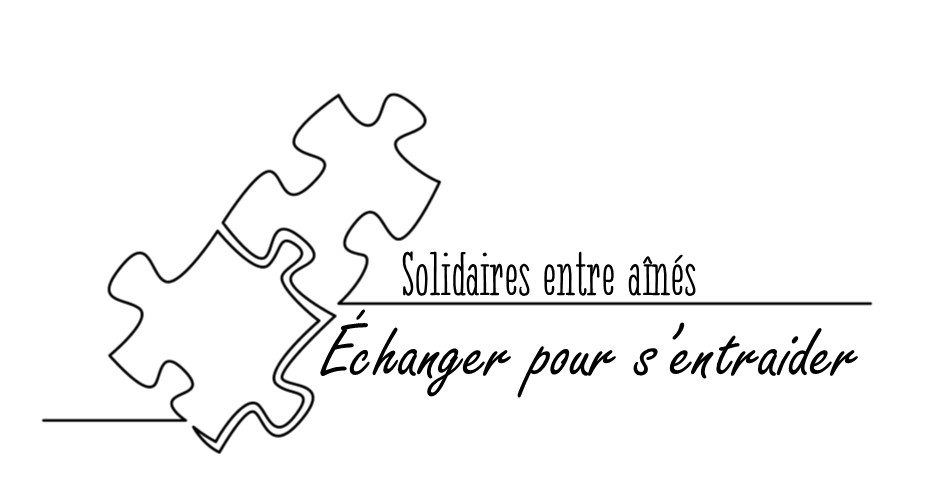 Solidaires entre aînés
Échanger pour s'entraider